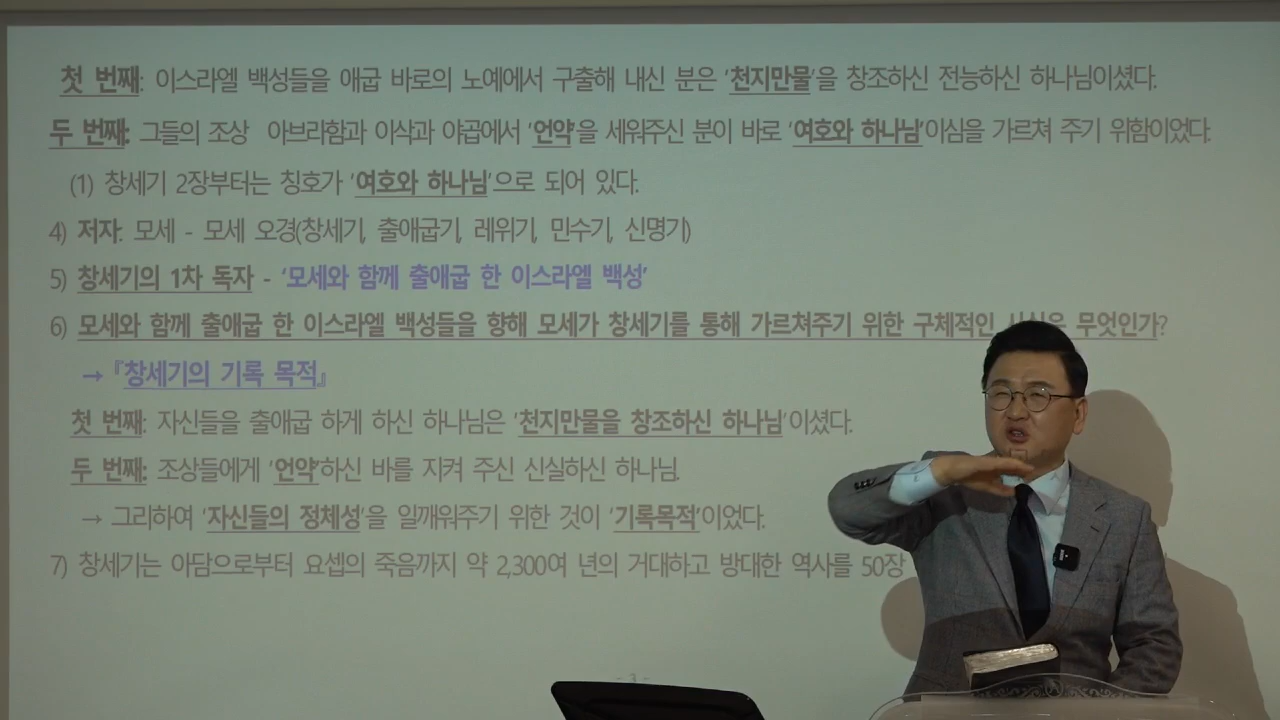 첫 번째: 이스라엘 백성들을 애굽 바로의 노예에서 구출해 내신 분은 '천지만물'을 창조하신 전능하신 하나님이셨다.
두 번째: 그들의 조상 아브라함과 이삭과 야곱에서 '언약'을 세워주신 분이 바로 '여호와 하나님'이심을 가르쳐 주기 위함이었다.
(1) 창세기 2장부터는 칭호가 '여호와 하나님'으로 되어 있다.
4) 저자: 모세 - 모세 오경(창세기, 출애굽기, 레위기, 민수기, 신명기)
5) 창세기의 1차 독자 - '모세와 함께 출애굽 한 이스라엘 백성'
6) 모세와 함께 출애굽 한 이스라엘 백성들을 향해 모세가 창세기를 통해 가르쳐주기 위한 구체적인 무엇인가?
→ 『창세기의 기록 목적』
첫 번째: 자신들을 출애굽 하게 하신 하나님은 '천지만물을 창조하신 하나님'이셨다.
두 번째: 조상들에게 '언약'하신 바를 지켜 주신 신실하신 하나님.
→ 그리하여 '자신들의 정체성'을 일깨워주기 위한 것이 '기록목적'이었다.
7) 창세기는 아담으로부터 요셉의 죽음까지 약 2,300여 년의 거대하고 방대한 역사를 50장
- 3 -